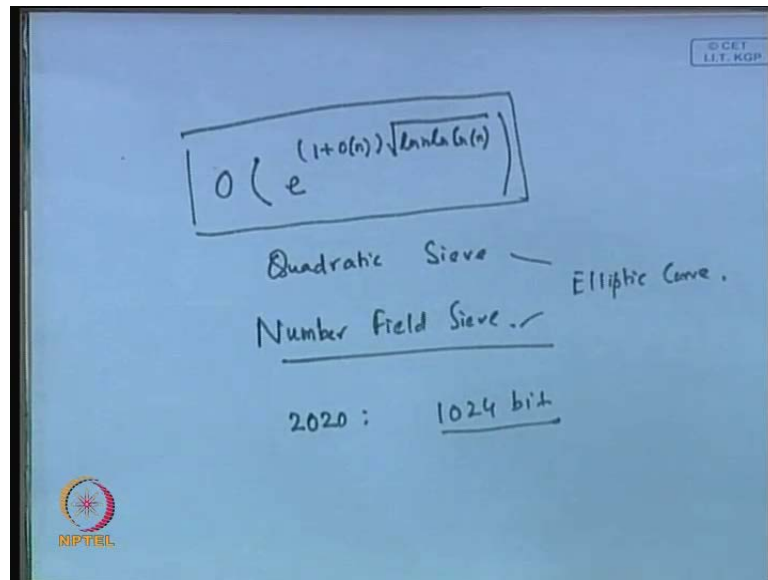 © CET
I.I.T. KGP
O ( e^(1+o(n))√ln n ln ln(n) )
Quadratic Sieve —
Elliptic Curve.
Number Field Sieve.
2020 : 1024 bit
NPTEL